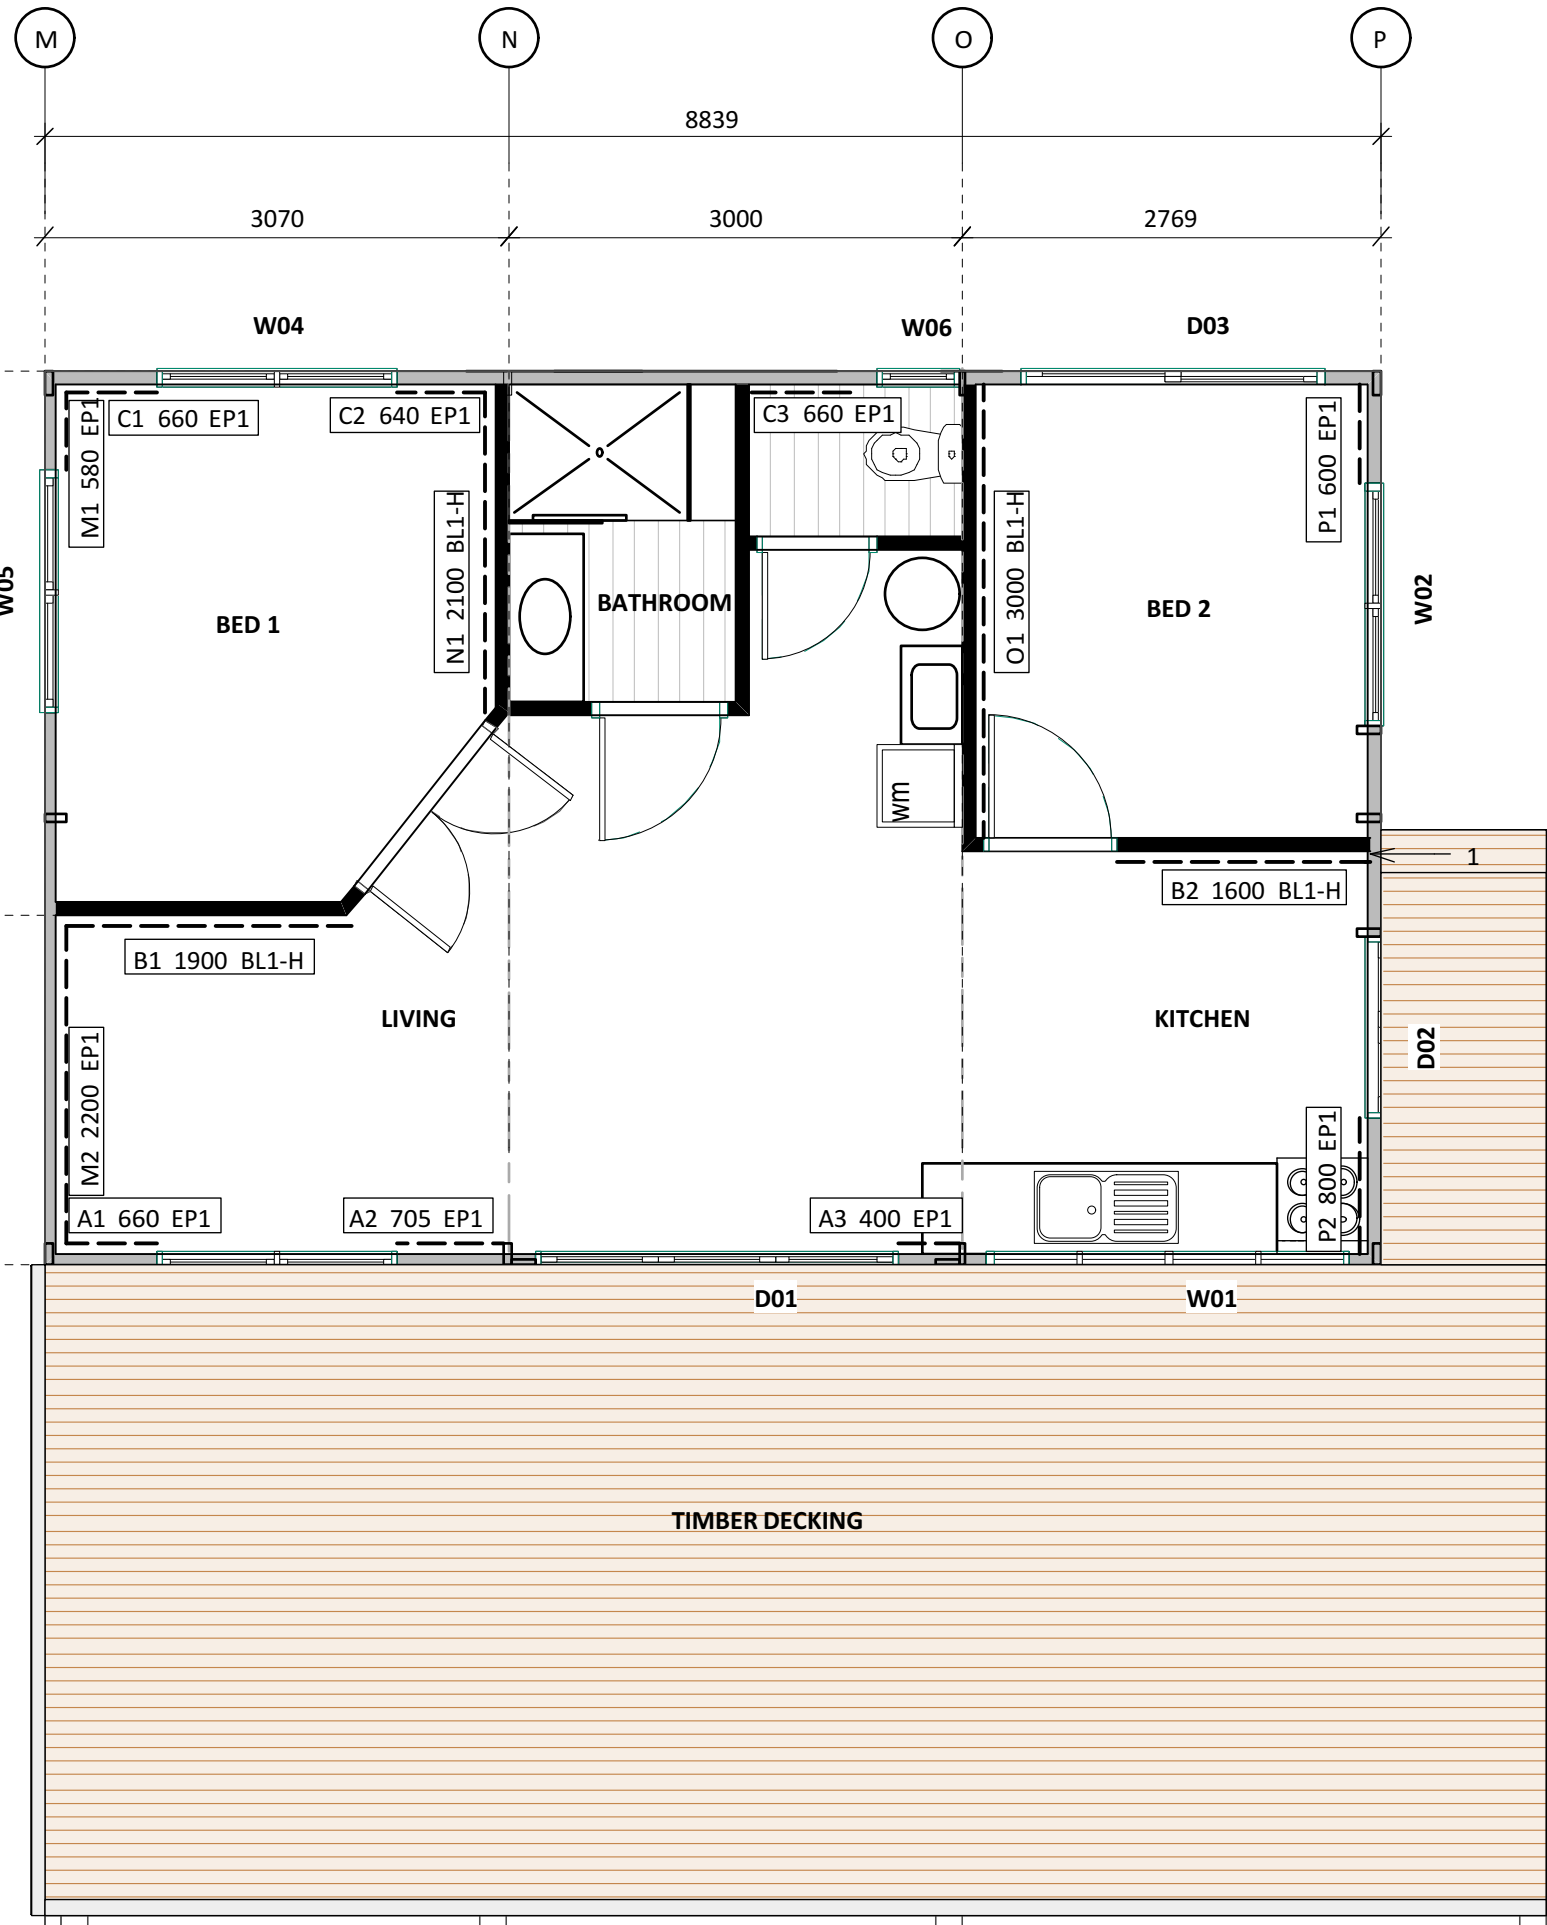 M
N
O
P
8839
3070
3000
2769
W04
W06
D03
C1 660 EP1
C2 640 EP1
C3 660 EP1
M1 580 EP1
P1 600 EP1
N1 2100 BL1-H
O1 3000 BL1-H
W05
BED 1
BATHROOM
BED 2
W02
wm
1
B2 1600 BL1-H
B1 1900 BL1-H
LIVING
KITCHEN
D02
M2 2200 EP1
P2 800 EP1
A1 660 EP1
A2 705 EP1
A3 400 EP1
D01
W01
TIMBER DECKING